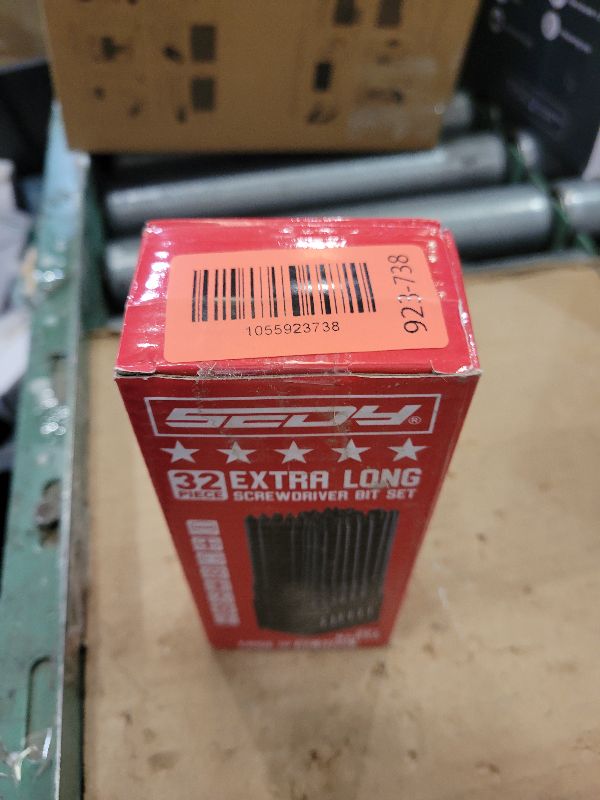 1055923738
923-738
SEDY®
32 PIECE
EXTRA LONG
SCREWDRIVER BIT SET